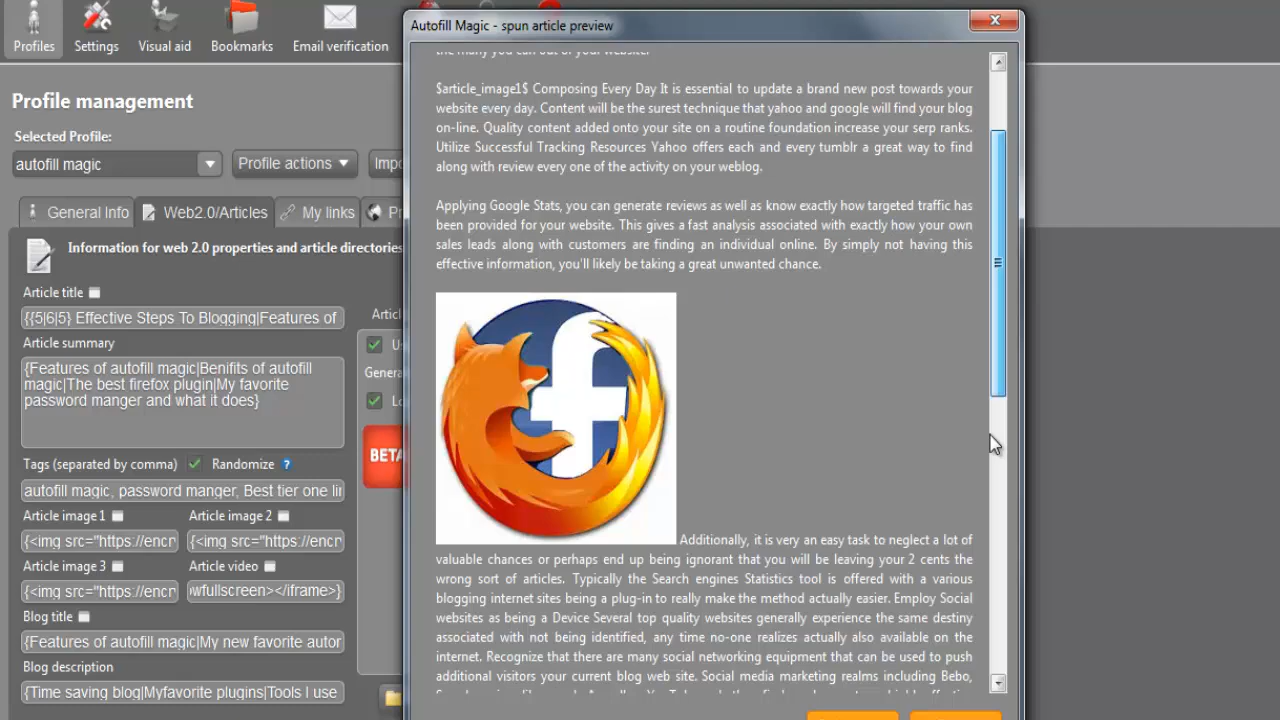 Profiles
Settings
Visual aid
Bookmarks
Email verification
Profile management
Selected Profile:
autofill magic
Profile actions
Impo
General Info
Web2.0/Articles
My links
Information for web 2.0 properties and article directories
Article title
{{5|6|5} Effective Steps To Blogging|Features of
Article summary
{Features of autofill magic|Benifits of autofill
magic|The best firefox plugin|My favorite
password manger and what it does}
Tags (separated by comma)
Randomize
autofill magic, password manger, Best tier one
Article image 1
Article image 2
{<img src="https://encr
{<img src="https://encr
Article image 3
Article video
{<img src="https://encr
wfullscreen></iframe>}
Blog title
{Features of autofill magic|My new favorite autor
Blog description
{Time saving blog|Myfavorite plugins|Tools I use
Articl
Genera
BETA
Autofill Magic - spun article preview
the many you can out of your website.
$article_image1$ Composing Every Day It is essential to update a brand new post towards your
website every day. Content will be the surest technique that yahoo and google will find your blog
on-line. Quality content added onto your site on a routine foundation increase your serp ranks.
Utilize Successful Tracking Resources Yahoo offers each and every tumblr a great way to find
along with review every one of the activity on your weblog.
Applying Google Stats, you can generate reviews as well as know exactly how targeted traffic has
been provided for your website. This gives a fast analysis associated with exactly how your own
sales leads along with customers are finding an individual online. By simply not having this
effective information, you'll likely be taking a great unwanted chance.
f
Additionally, it is very an easy task to neglect a lot of
valuable chances or perhaps end up being ignorant that you will be leaving your 2 cents the
wrong sort of articles. Typically the Search engines Statistics tool is offered with a various
blogging internet sites being a plug-in to really make the method actually easier. Employ Social
websites as being a Device Several top quality websites generally experience the same destiny
associated with not being identified, any time no-one realizes actually also available on the
internet. Recognize that there are many social networking equipment that can be used to push
additional visitors your current blog web site. Social media marketing realms including Bebo,